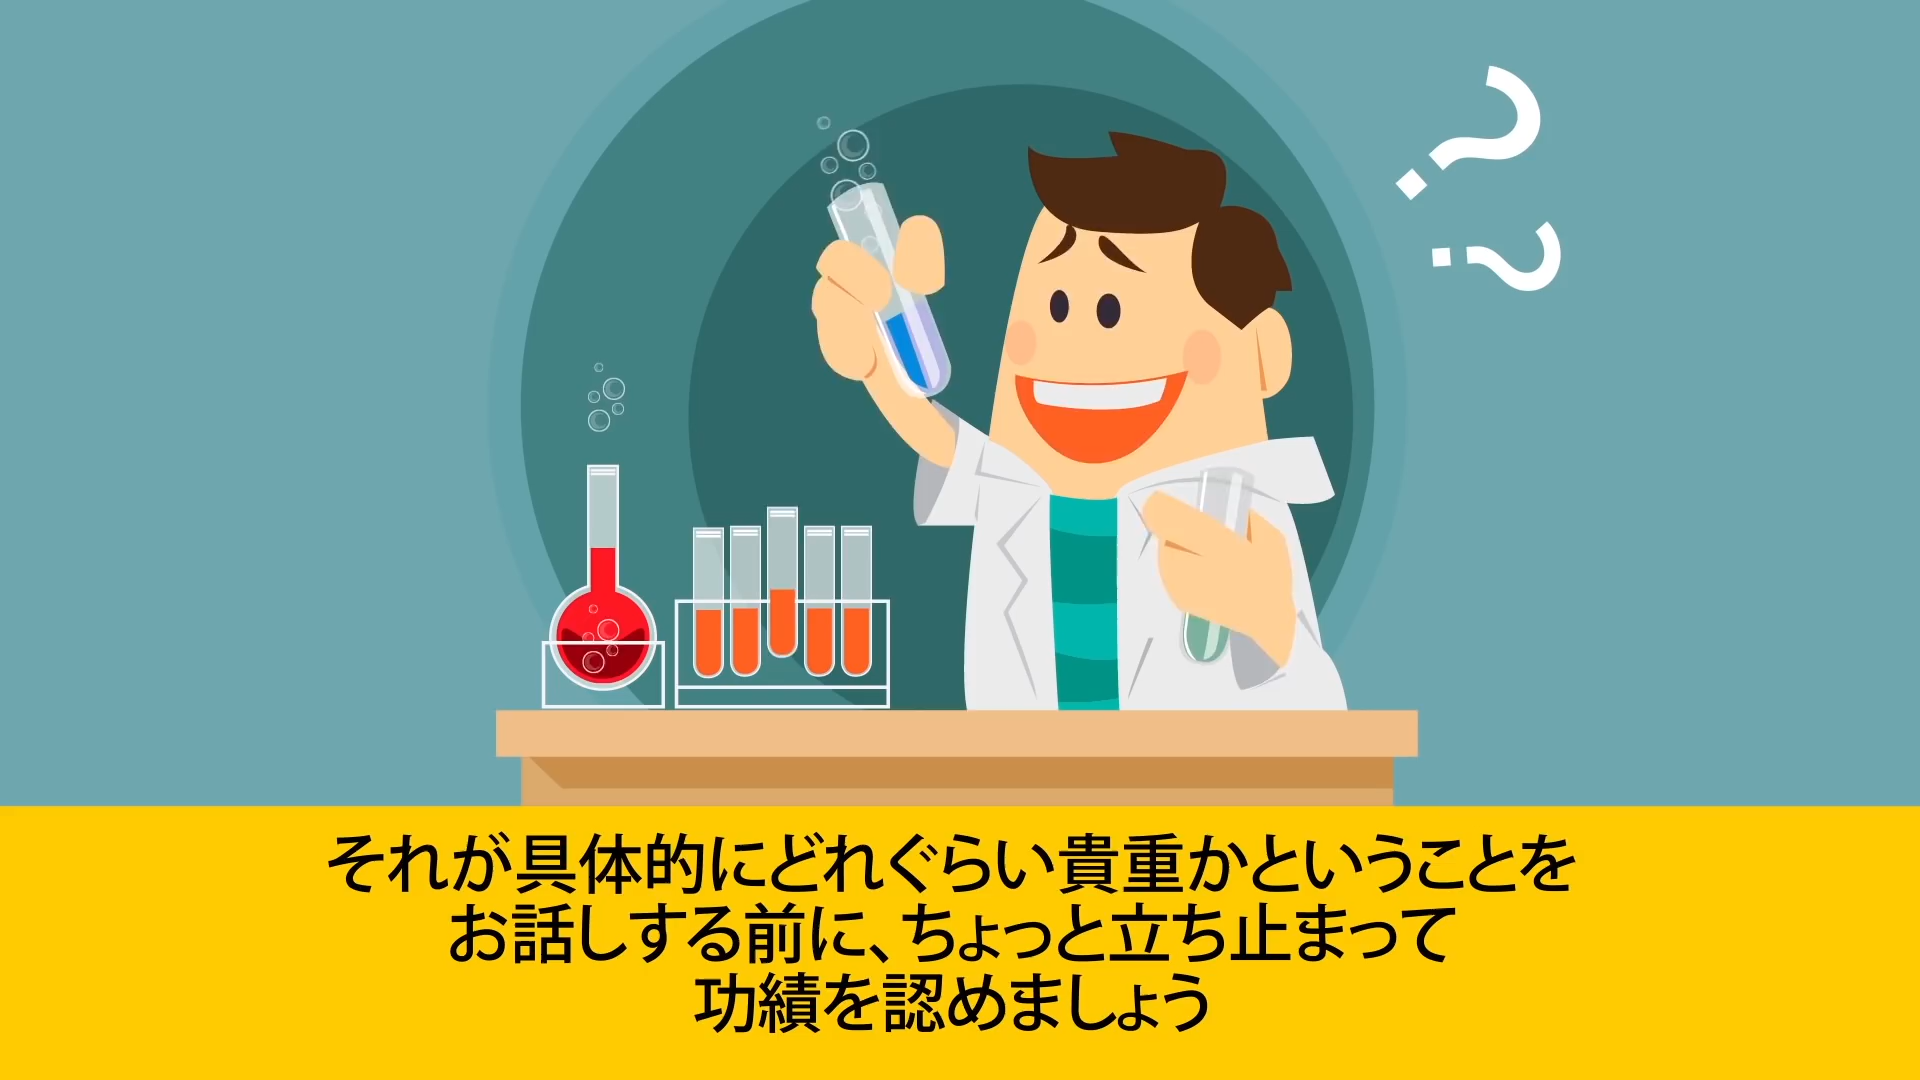 ?
?
それが具体的にどれぐらい貴重かということを
お話しする前に、ちょっと立ち止まって
功績を認めましょう